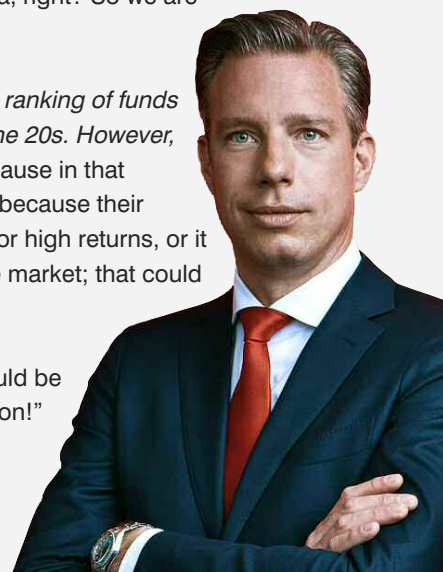 a, right? So we are
ranking of funds
he 20s. However,
ause in that
because their
or high returns, or it
e market; that could
uld be
on!”